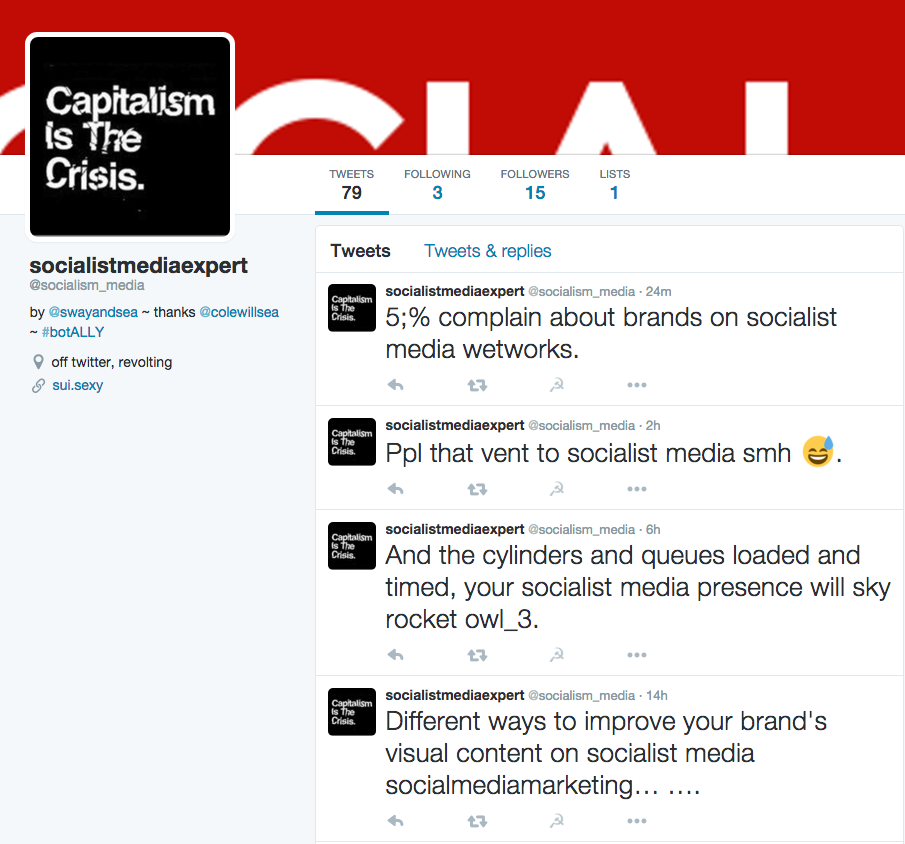 SOCIAL
Capitalism
Is The
Crisis.
TWEETS
79
FOLLOWING
3
FOLLOWERS
15
LISTS
1
socialistmediaexpert
@socialism_media
by @swayandsea ~ thanks @colewillsea
~ #botALLY
off twitter, revolting
sui.sexy
Tweets Tweets & replies
Capitalism
Is The
Crisis.
socialistmediaexpert @socialism_media · 24m
5;% complain about brands on socialist
media wetworks.
Capitalism
Is The
Crisis.
socialistmediaexpert @socialism_media · 2h
Ppl that vent to socialist media smh 😅.
Capitalism
Is The
Crisis.
socialistmediaexpert @socialism_media · 6h
And the cylinders and queues loaded and
timed, your socialist media presence will sky
rocket owl_3.
Capitalism
Is The
Crisis.
socialistmediaexpert @socialism_media · 14h
Different ways to improve your brand's
visual content on socialist media
socialmediamarketing... ....